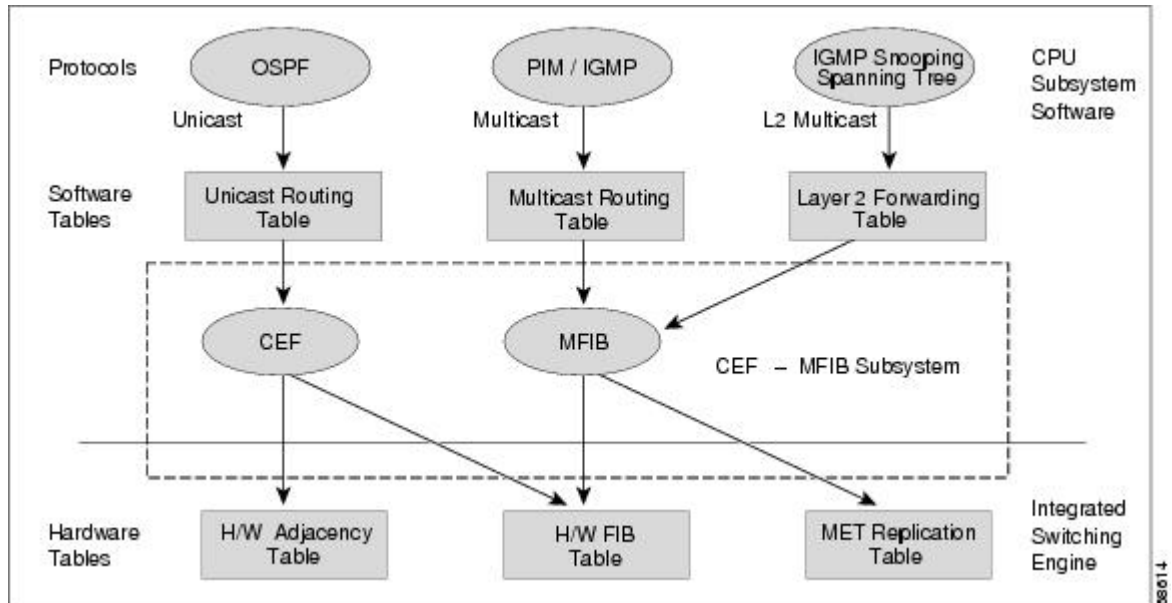 Protocols
OSPF
PIM / IGMP
IGMP Snooping
Spanning Tree
CPU
Subsystem
Software
Unicast
Multicast
L2 Multicast
Software
Tables
Unicast Routing
Table
Multicast Routing
Table
Layer 2 Forwarding
Table
CEF
MFIB
CEF – MFIB Subsystem
Hardware
Tables
H/W Adjacency
Table
H/W FIB
Table
MET Replication
Table
Integrated
Switching
Engine
68614